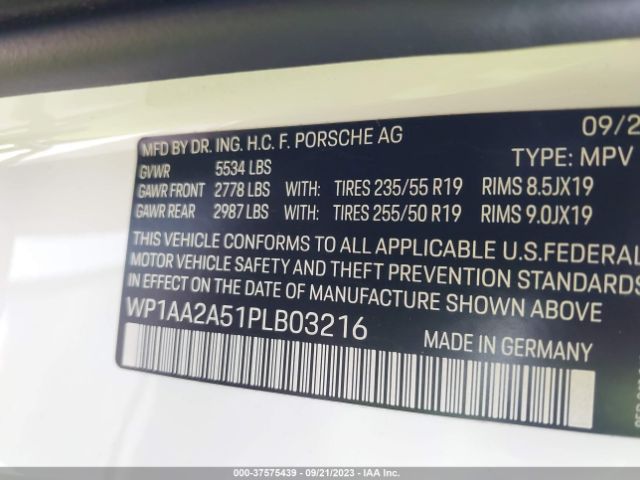 MFD BY DR. ING. H.C. F. PORSCHE AG 09/2
GVWR 5534 LBS TYPE: MPV
GAWR FRONT 2778 LBS WITH: TIRES 235/55 R19 RIMS 8.5JX19
GAWR REAR 2987 LBS WITH: TIRES 255/50 R19 RIMS 9.0JX19
THIS VEHICLE CONFORMS TO ALL APPLICABLE U.S.FEDERAL
MOTOR VEHICLE SAFETY AND THEFT PREVENTION STANDARDS
IN EFFECT ON THE DATE OF MANUFACTURE SHOWN ABOVE
WP1AA2A51PLB03216
MADE IN GERMANY
000-37575439 - 09/21/2023 - IAA Inc.